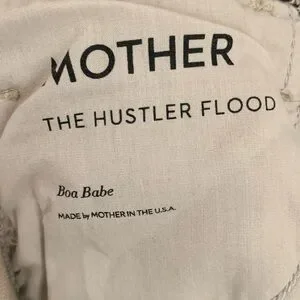 MOTHER
THE HUSTLER FLOOD
Boa Babe
MADE by MOTHER IN THE U.S.A.